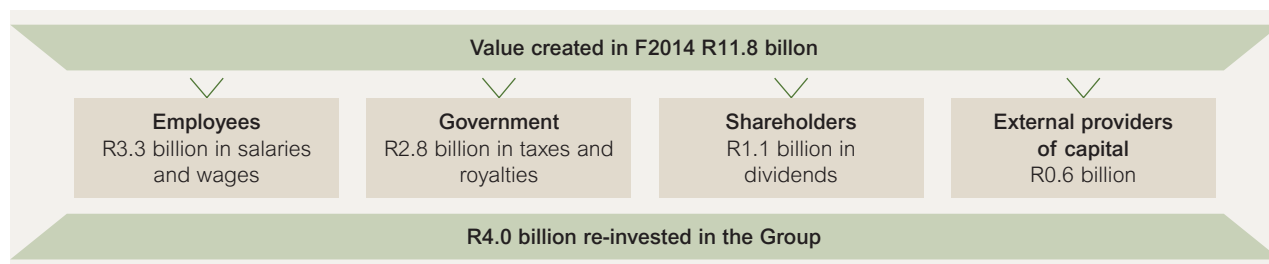 Value created in F2014 R11.8 billon
Employees
R3.3 billion in salaries
and wages
Government
R2.8 billion in taxes and
royalties
Shareholders
R1.1 billion in
dividends
External providers
of capital
R0.6 billion
R4.0 billion re-invested in the Group